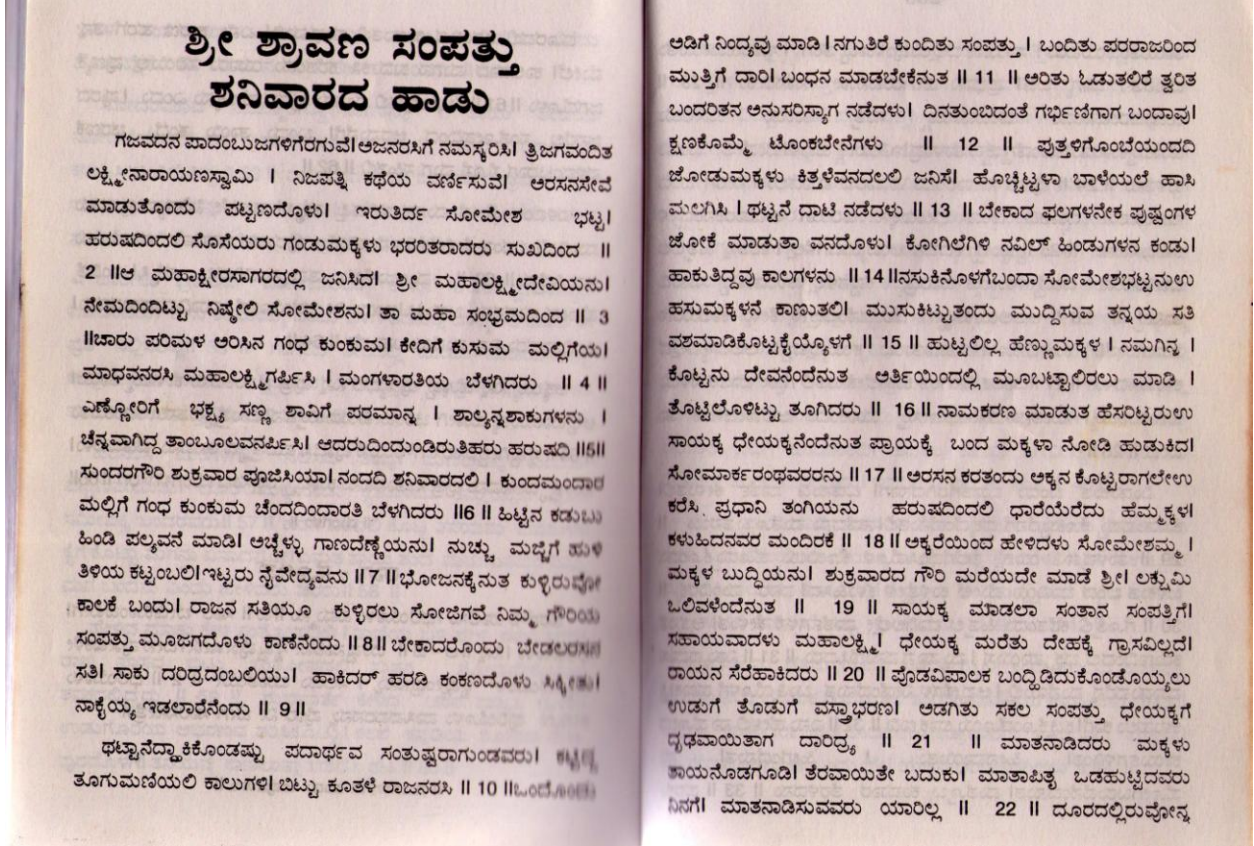 ಶ್ರೀ ಶ್ರಾವಣ ಸಂಪತ್ತು
ಶನಿವಾರದ ಹಾಡು
ಗಜವದನ ಪಾದಂಬುಜಗಳಿಗೆರಗುವೆ। ಅಜನರಸಿಗೆ ನಮಸ್ಕರಿಸಿ। ತ್ರಿಜಗವಂದಿತ
ಲಕ್ಷ್ಮೀನಾರಾಯಣಸ್ವಾಮಿ । ನಿಜಪತ್ನಿ ಕಥೆಯ ವರ್ಣಿಸುವೆ। ಅರಸನಸೇವೆ
ಮಾಡುತೊಂದು ಪಟ್ಟಣದೊಳು। ಇರುತಿರ್ದ ಸೋಮೇಶ ಭಟ್ಟ।
ಹರುಷದಿಂದಲಿ ಸೊಸೆಯರು ಗಂಡುಮಕ್ಕಳು ಭರರಿತರಾದರು ಸುಖದಿಂದ ॥
2 ॥ಆ ಮಹಾಕ್ಷೀರಸಾಗರದಲ್ಲಿ ಜನಿಸಿದ। ಶ್ರೀ ಮಹಾಲಕ್ಷ್ಮೀದೇವಿಯನು।
ನೇಮದಿಂದಿಟ್ಟು ನಿಷ್ಠೇಲಿ ಸೋಮೇಶನು। ತಾ ಮಹಾ ಸಂಭ್ರಮದಿಂದ ॥ 3
॥ಚಾರು ಪರಿಮಳ ಅರಿಸಿನ ಗಂಧ ಕುಂಕುಮ। ಕೇದಿಗೆ ಕುಸುಮ ಮಲ್ಲಿಗೆಯ।
ಮಾಧವನರಸಿ ಮಹಾಲಕ್ಷ್ಮಿಗರ್ಪಿಸಿ । ಮಂಗಳಾರತಿಯ ಬೆಳಗಿದರು ॥ 4 ॥
ಎಣ್ಣೋರಿಗೆ ಭಕ್ಷ್ಯ ಸಣ್ಣ ಶಾವಿಗೆ ಪರಮಾನ್ನ । ಶಾಲ್ಯನ್ನಶಾಕುಗಳನು ।
ಚೆನ್ನವಾಗಿದ್ದ ತಾಂಬೂಲವನರ್ಪಿಸಿ। ಆದರುದಿಂದುಂಡಿರುತಿಹರು ಹರುಷದಿ ॥5॥
ಸುಂದರಗೌರಿ ಶುಕ್ರವಾರ ಪೂಜಿಸಿಯಾ। ನಂದದಿ ಶನಿವಾರದಲಿ । ಕುಂದಮಂದಾರ
ಮಲ್ಲಿಗೆ ಗಂಧ ಕುಂಕುಮ ಚೆಂದದಿಂದಾರತಿ ಬೆಳಗಿದರು ॥6 ॥ ಹಿಟ್ಟಿನ ಕಡುಬು
ಹಿಂಡಿ ಪಲ್ಯವನೆ ಮಾಡಿ। ಅಚ್ಚೆಳ್ಳು ಗಾಣದೆಣ್ಣೆಯನು। ನುಚ್ಚು ಮಜ್ಜಿಗೆ ಹುಳಿ
ತಿಳಿಯ ಕಟ್ಟಂಬಲಿ। ಇಟ್ಟರು ನೈವೇದ್ಯವನು ॥7 ॥ಭೋಜನಕ್ಕೆನುತ ಕುಳ್ಳಿರುವೋ
ಕಾಲಕೆ ಬಂದು। ರಾಜನ ಸತಿಯೂ ಕುಳ್ಳಿರಲು ಸೋಜಿಗವೆ ನಿಮ್ಮ ಗೌರಿಯ
ಸಂಪತ್ತು ಮೂಜಗದೊಳು ಕಾಣೆನೆಂದು ॥8॥ ಬೇಕಾದರೊಂದು ಬೇಡಲರಸನ
ಸತಿ। ಸಾಕು ದರಿದ್ರದಂಬಲಿಯು। ಹಾಕಿದರ್ ಹರಡಿ ಕಂಕಣದೊಳು ಸಿಕ್ಕೀತು।
ನಾಕೈಯ್ಯ ಇಡಲಾರೆನೆಂದು ॥ 9 ॥
ಥಟ್ಟಾನೆದ್ಹಾಕಿಕೊಂಡಷ್ಟು ಪದಾರ್ಥವ ಸಂತುಷ್ಟರಾಗುಂಡವರು।
ತೂಗುಮಣಿಯಲಿ ಕಾಲುಗಳ। ಬಿಟ್ಟು ಕೂತಳೆ ರಾಜನರಸಿ ॥ 10 ॥ಒಂದೊಂದು
ಅಡಿಗೆ ನಿಂದ್ಯವು ಮಾಡಿ ।ನಗುತಿರೆ ಕುಂದಿತು ಸಂಪತ್ತು । ಬಂದಿತು ಪರರಾಜರಿಂದ
ಮುತ್ತಿಗೆ ದಾರಿ। ಬಂಧನ ಮಾಡಬೇಕೆನುತ ॥ 11 ॥ ಅರಿತು ಓಡುತಲಿರೆ ತ್ವರಿತ
ಬಂದರಿತನ ಅನುಸರಿಸ್ಯಾಗ ನಡೆದಳು। ದಿನತುಂಬಿದಂತೆ ಗರ್ಭಿಣಿಗಾಗ ಬಂದಾವು।
ಕ್ಷಣಕೊಮ್ಮೆ ಟೊಂಕಬೇನೆಗಳು ॥ 12 ॥ ಪುತ್ತಳಿಗೊಂಬೆಯಂದದಿ
ಜೋಡುಮಕ್ಕಳು ಕಿತ್ತಳೆವನದಲಲಿ ಜನಿಸೆ। ಹೊಚ್ಚಿಟ್ಟಳಾ ಬಾಳೆಯಲೆ ಹಾಸಿ
ಮಲಗಿಸಿ । ಥಟ್ಟನೆ ದಾಟಿ ನಡೆದಳು ॥ 13 ॥ ಬೇಕಾದ ಫಲಗಳನೇಕ ಪುಷ್ಪಂಗಳ
ಜೋಕೆ ಮಾಡುತಾ ವನದೊಳು। ಕೋಗಿಲೆಗಿಳಿ ನವಿಲ್ ಹಿಂಡುಗಳನ ಕಂಡು।
ಹಾಕುತಿದ್ದವು ಕಾಲಗಳನು ॥14 ॥ನಸುಕಿನೊಳಗೆಬಂದಾ ಸೋಮೇಶಭಟ್ಟನುಉ
ಹಸುಮಕ್ಕಳನೆ ಕಾಣುತಲಿ। ಮುಸುಕಿಟ್ಟುತಂದು ಮುದ್ದಿಸುವ ತನ್ನಯ ಸತಿ
ವಶಮಾಡಿಕೊಟ್ಟಕೈಯ್ಯೊಳಗೆ ॥ 15 ॥ ಹುಟ್ಟಲಿಲ್ಲ ಹೆಣ್ಣುಮಕ್ಕಳ । ನಮಗಿನ್ನ ।
ಕೊಟ್ಟನು ದೇವನೆಂದೆನುತ ಅರ್ತಿಯಿಂದಲ್ಲಿ ಮೂಬಟ್ಟಾಲಿರಲು ಮಾಡಿ ।
ತೊಟ್ಟಿಲೊಳಿಟ್ಟು ತೂಗಿದರು ॥ 16 ॥ ನಾಮಕರಣ ಮಾಡುತ ಹೆಸರಿಟ್ಟರುಉ
ಸಾಯಕ್ಕ ಧೇಯಕ್ಕನೆಂದೆನುತ ಪ್ರಾಯಕ್ಕೆ ಬಂದ ಮಕ್ಕಳಾ ನೋಡಿ ಹುಡುಕಿದ।
ಸೋಮಾರ್ಕರಂಥವರರನು ॥ 17 ॥ ಅರಸನ ಕರತಂದು ಅಕ್ಕನ ಕೊಟ್ಟರಾಗಲೇಉ
ಕರೆಸಿ ಪ್ರಧಾನಿ ತಂಗಿಯನು ಹರುಷದಿಂದಲಿ ಧಾರೆಯೆರೆದು ಹೆಮ್ಮಕ್ಕಳ।
ಕಳುಹಿದನವರ ಮಂದಿರಕೆ ॥ 18 ॥ ಅಕ್ಕರೆಯಿಂದ ಹೇಳಿದಳು ಸೋಮೇಶಮ್ಮ ।
ಮಕ್ಕಳ ಬುದ್ಧಿಯನು। ಶುಕ್ರವಾರದ ಗೌರಿ ಮರೆಯದೇ ಮಾಡೆ ಶ್ರೀ। ಲಕ್ಷುಮಿ
ಒಲಿವಳೆಂದೆನುತ ॥ 19 ॥ ಸಾಯಕ್ಕ ಮಾಡಲಾ ಸಂತಾನ ಸಂಪತ್ತಿಗೆ।
ಸಹಾಯವಾದಳು ಮಹಾಲಕ್ಷ್ಮಿ। ಧೇಯಕ್ಕ ಮರೆತು ದೇಹಕ್ಕೆ ಗ್ರಾಸವಿಲ್ಲದೆ।
ರಾಯನ ಸೆರೆಹಾಕಿದರು ॥ 20 ॥ ಪೊಡವಿಪಾಲಕ ಬಂದ್ಹಿಡಿದುಕೊಂಡೊಯ್ಯಲು
ಉಡುಗೆ ತೊಡುಗೆ ವಸ್ತ್ರಾಭರಣ। ಅಡಗಿತು ಸಕಲ ಸಂಪತ್ತು ಧೇಯಕ್ಕಗೆ
ದೃಢವಾಯಿತಾಗ ದಾರಿದ್ರ್ಯ ॥ 21 ॥ ಮಾತನಾಡಿದರು ಮಕ್ಕಳು
ತಾಯನೊಡಗೂಡಿ। ತೆರವಾಯಿತೇ ಬದುಕು। ಮಾತಾಪಿತೃ ಒಡಹುಟ್ಟಿದವರು
ನಿನಗೆ। ಮಾತನಾಡಿಸುವವರು ಯಾರಿಲ್ಲ ॥ 22 ॥ ದೂರದಲ್ಲಿರುವೋನ್ನ